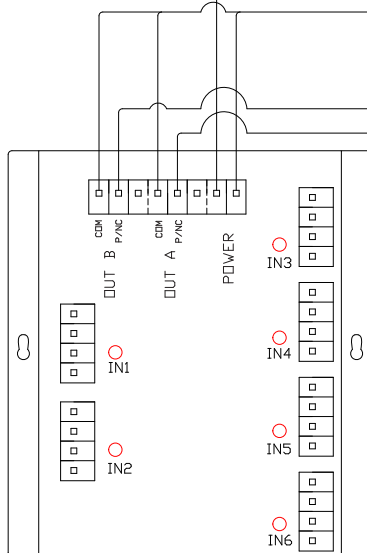 COM
P/NC
COM
P/NC
OUT B
OUT A
POWER
IN3
IN4
IN1
IN5
IN2
IN6